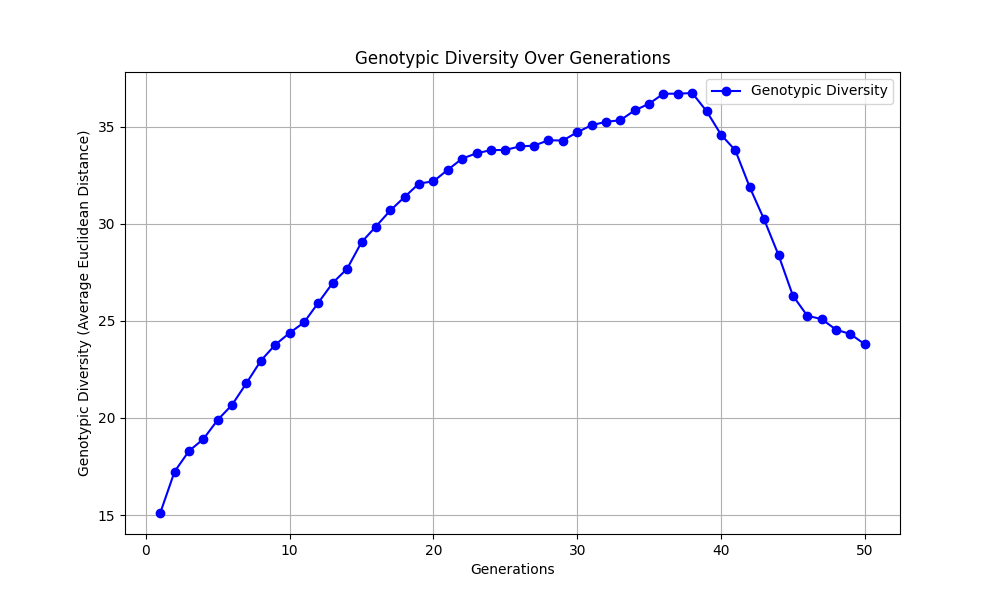 Genotypic Diversity Over Generations
Genotypic Diversity
Genotypic Diversity (Average Euclidean Distance)
35
30
25
20
15
0 10 20 30 40 50
Generations